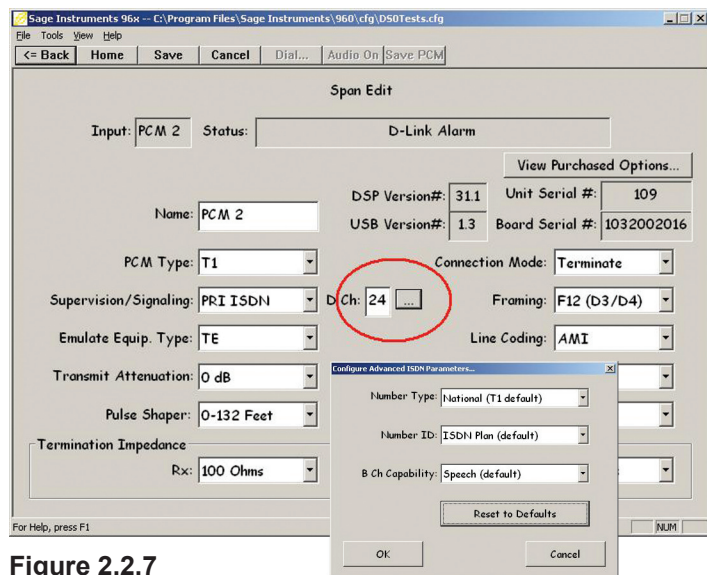 Sage Instruments 96x -- C:\Program Files\Sage Instruments\960\cfg\DS0Tests.cfg
File Tools View Help
<= Back Home Save Cancel Dial... Audio On Save PCM
Span Edit
Input: PCM 2 Status: D-Link Alarm
View Purchased Options...
DSP Version#: 31.1 Unit Serial #: 109
Name: PCM 2
USB Version#: 1.3 Board Serial #: 1032002016
PCM Type: T1 Connection Mode: Terminate
Supervision/Signaling: PRI ISDN D Ch: 24 ... Framing: F12 (D3/D4)
Emulate Equip. Type: TE Line Coding: AMI
Transmit Attenuation: 0 dB
Pulse Shaper: 0-132 Feet
Termination Impedance
Rx: 100 Ohms
Configure Advanced ISDN Parameters...
Number Type: National (T1 default)
Number ID: ISDN Plan (default)
B Ch Capability: Speech (default)
Reset to Defaults
OK Cancel
For Help, press F1 NUM
Figure 2.2.7